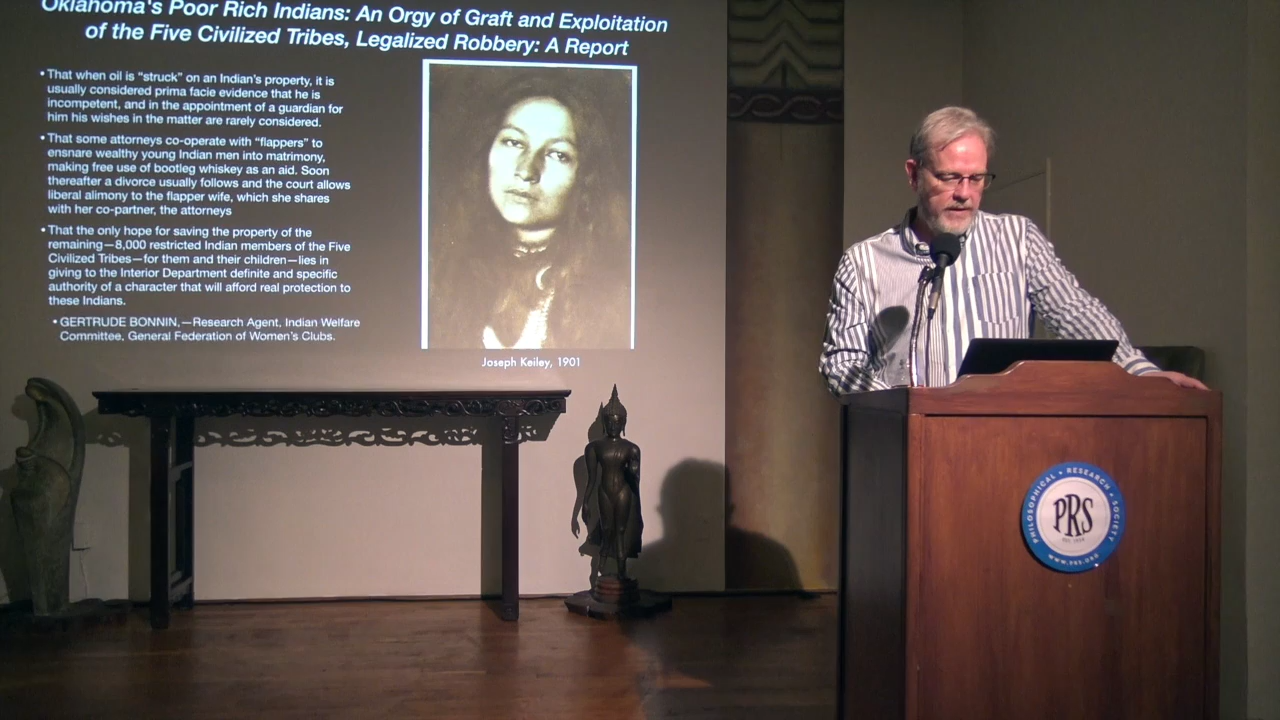 Oklahoma's Poor Rich Indians: An Orgy of Graft and Exploitation
of the Five Civilized Tribes, Legalized Robbery: A Report
• That when oil is “struck” on an Indian's property, it is
usually considered prima facie evidence that he is
incompetent, and in the appointment of a guardian for
him his wishes in the matter are rarely considered.
• That some attorneys co-operate with “flappers” to
ensnare wealthy young Indian men into matrimony,
making free use of bootleg whiskey as an aid. Soon
thereafter a divorce usually follows and the court allows
liberal alimony to the flapper wife, which she shares
with her co-partner, the attorneys
• That the only hope for saving the property of the
remaining—8,000 restricted Indian members of the Five
Civilized Tribes—for them and their children—lies in
giving to the Interior Department definite and specific
authority of a character that will afford real protection to
these Indians.
• GERTRUDE BONNIN,—Research Agent, Indian Welfare
Committee, General Federation of Women's Clubs.
Joseph Keiley, 1901
PHILOSOPHICAL • RESEARCH • SOCIETY
PRS
EST. 1934
WWW.PRS.ORG